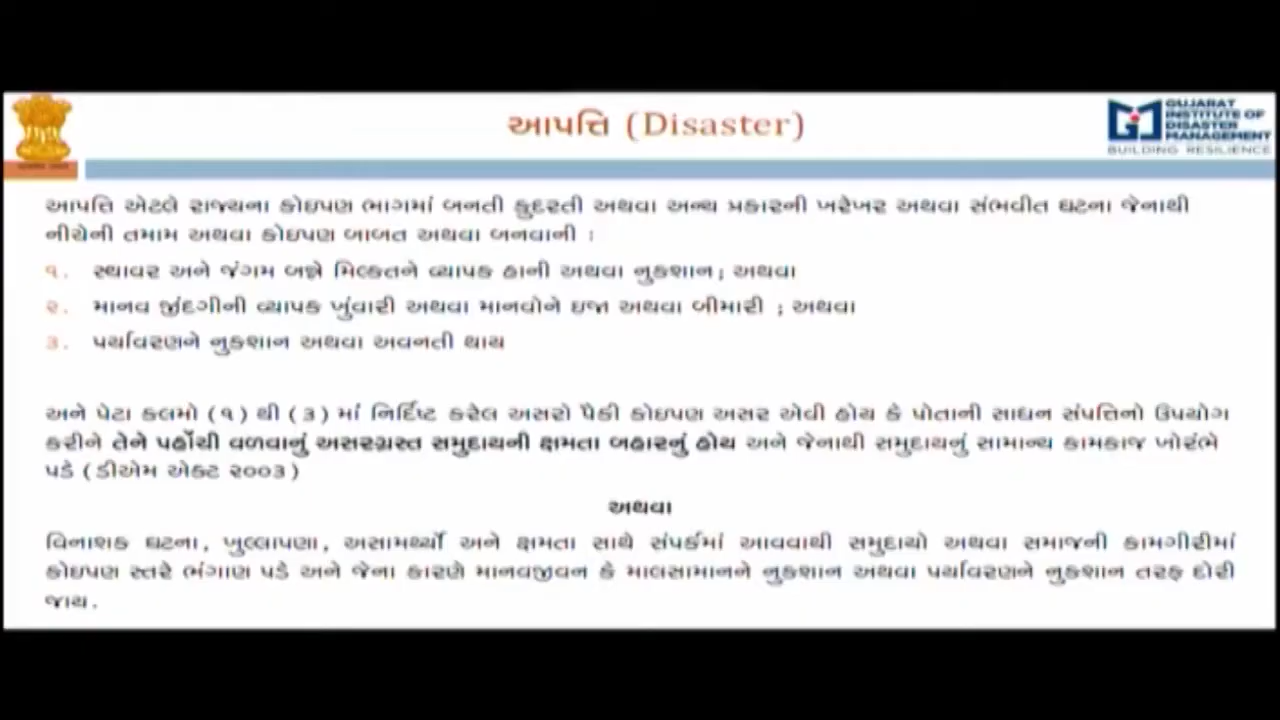 આપત્તિ (Disaster)
GUJARAT
INSTITUTE OF
DISASTER
MANAGEMENT
BUILDING RESILIENCE
આપત્તિ એટલે રાજ્યના કોઇપણ ભાગમાં બનતી કુદરતી અથવા અન્ય પ્રકારની ખરેખર અથવા સંભવીત ઘટના જેનાથી
નીચેની તમામ અથવા કોઇપણ બાબત અથવા બનવાની :
૧. સ્થાવર અને જંગમ બન્ને મિલ્કતને વ્યાપક હાની અથવા નુકશાન; અથવા
૨. માનવ જીંદગીની વ્યાપક ખુંવારી અથવા માનવોને ઇજા અથવા બીમારી ; અથવા
૩. પર્યાવરણને નુકશાન અથવા અવનતી થાય
અને પેટા કલમો (૧) થી (૩) માં નિર્દિષ્ટ કરેલ અસરો પૈકી કોઇપણ અસર એવી હોય કે પોતાની સાધન સંપત્તિનો ઉપયોગ
કરીને તેને પહોંચી વળવાનું અસરગ્રસ્ત સમુદાયની ક્ષમતા બહારનું હોય અને જેનાથી સમુદાયનું સામાન્ય કામકાજ ખોરંભે
પડે (ડીએમ એક્ટ ૨૦૦૩)
અથવા
વિનાશક ઘટના, ખુલ્લાપણા, અસામર્થ્યો અને ક્ષમતા સાથે સંપર્કમાં આવવાથી સમુદાયો અથવા સમાજની કામગીરીમાં
કોઇપણ સ્તરે ભંગાણ પડે અને જેના કારણે માનવજીવન કે માલસામાનને નુકશાન અથવા પર્યાવરણને નુકશાન તરફ દોરી
જાય.